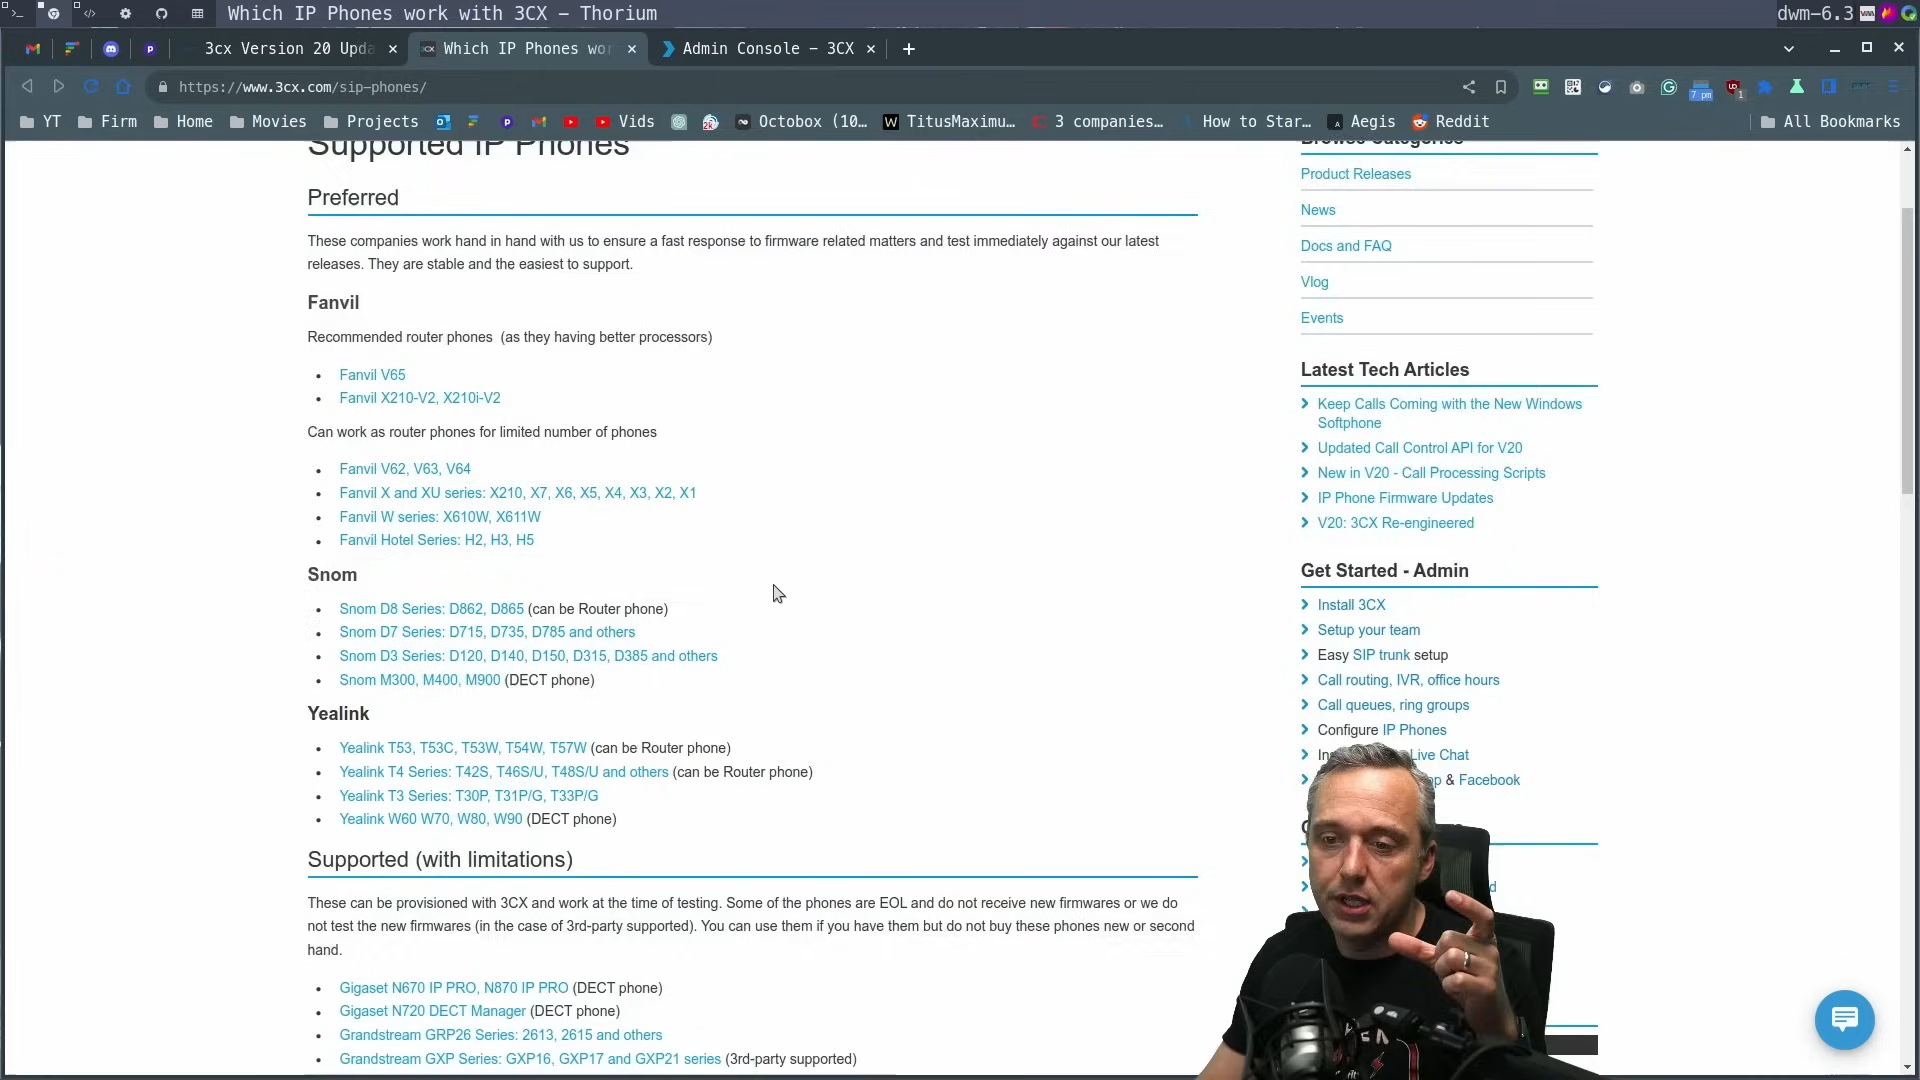 Which IP Phones work with 3CX – Thorium
dwm-6.3
3cx Version 20 Upda
Which IP Phones wo
Admin Console – 3CX
https://www.3cx.com/sip-phones/
7 pm
1
YT
Firm
Home
Movies
Projects
Vids
Octobox (10...
TitusMaximu...
3 companies...
How to Star...
Aegis
Reddit
All Bookmarks
Supported IP Phones
Preferred
These companies work hand in hand with us to ensure a fast response to firmware related matters and test immediately against our latest
releases. They are stable and the easiest to support.
Fanvil
Recommended router phones (as they having better processors)
Fanvil V65
Fanvil X210-V2, X210i-V2
Can work as router phones for limited number of phones
Fanvil V62, V63, V64
Fanvil X and XU series: X210, X7, X6, X5, X4, X3, X2, X1
Fanvil W series: X610W, X611W
Fanvil Hotel Series: H2, H3, H5
Snom
Snom D8 Series: D862, D865 (can be Router phone)
Snom D7 Series: D715, D735, D785 and others
Snom D3 Series: D120, D140, D150, D315, D385 and others
Snom M300, M400, M900 (DECT phone)
Yealink
Yealink T53, T53C, T53W, T54W, T57W (can be Router phone)
Yealink T4 Series: T42S, T46S/U, T48S/U and others (can be Router phone)
Yealink T3 Series: T30P, T31P/G, T33P/G
Yealink W60 W70, W80, W90 (DECT phone)
Supported (with limitations)
These can be provisioned with 3CX and work at the time of testing. Some of the phones are EOL and do not receive new firmwares or we do
not test the new firmwares (in the case of 3rd-party supported). You can use them if you have them but do not buy these phones new or second
hand.
Gigaset N670 IP PRO, N870 IP PRO (DECT phone)
Gigaset N720 DECT Manager (DECT phone)
Grandstream GRP26 Series: 2613, 2615 and others
Grandstream GXP Series: GXP16, GXP17 and GXP21 series (3rd-party supported)
Browse Categories
Product Releases
News
Docs and FAQ
Vlog
Events
Latest Tech Articles
Keep Calls Coming with the New Windows
Softphone
Updated Call Control API for V20
New in V20 - Call Processing Scripts
IP Phone Firmware Updates
V20: 3CX Re-engineered
Get Started - Admin
Install 3CX
Setup your team
Easy SIP trunk setup
Call routing, IVR, office hours
Call queues, ring groups
Configure IP Phones
Live Chat
& Facebook